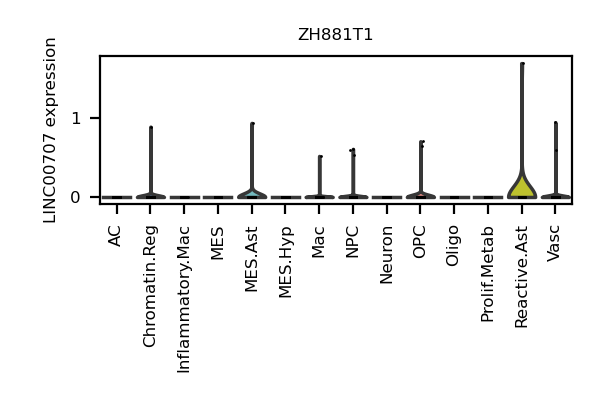 ZH881T1
LINC00707 expression
1
0
AC
Chromatin.Reg
Inflammatory.Mac
MES
MES.Ast
MES.Hyp
Mac
NPC
Neuron
OPC
Oligo
Prolif.Metab
Reactive.Ast
Vasc